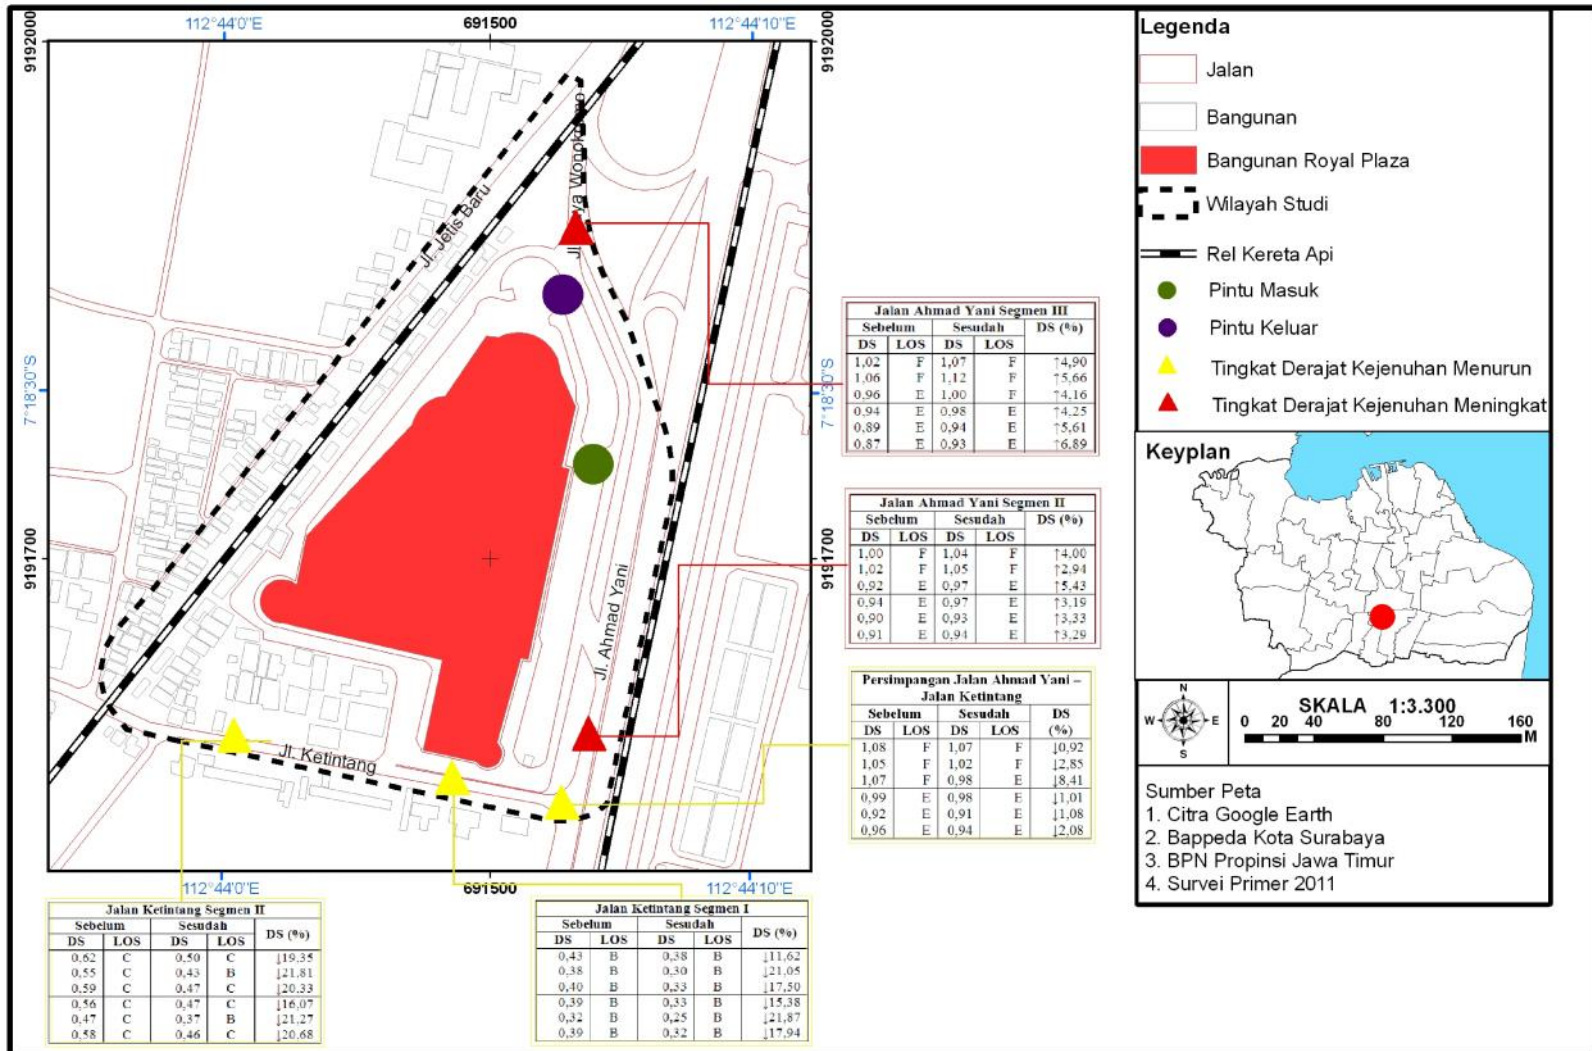 112°44'0"E
691500
112°44'10"E
9192000
9192000
Jl. Jetis Baru
Jl. ya Wonokromo
7°18'30"S
7°18'30"S
9191700
9191700
Jl. Ahmad Yani
Jl. Ketintang
112°44'0"E
691500
112°44'10"E
Jalan Ahmad Yani Segmen III
Sebelum Sesudah DS (%)
DS LOS DS LOS
1,02 F 1,07 F ↑4,90
1,06 F 1,12 F ↑5,66
0,96 E 1,00 F ↑4,16
0,94 E 0,98 E ↑4,25
0,89 E 0,94 E ↑5,61
0,87 E 0,93 E ↑6,89
Jalan Ahmad Yani Segmen II
Sebelum Sesudah DS (%)
DS LOS DS LOS
1,00 F 1,04 F ↑4,00
1,02 F 1,05 F ↑2,94
0,92 E 0,97 E ↑5,43
0,94 E 0,97 E ↑3,19
0,90 E 0,93 E ↑3,33
0,91 E 0,94 E ↑3,29
Persimpangan Jalan Ahmad Yani –
Jalan Ketintang
Sebelum Sesudah DS
DS LOS DS LOS (%)
1,08 F 1,07 F ↓0,92
1,05 F 1,02 F ↓2,85
1,07 F 0,98 E ↓8,41
0,99 E 0,98 E ↓1,01
0,92 E 0,91 E ↓1,08
0,96 E 0,94 E ↓2,08
Jalan Ketintang Segmen II
Sebelum Sesudah DS (%)
DS LOS DS LOS
0,62 C 0,50 C ↓19,35
0,55 C 0,43 B ↓21,81
0,59 C 0,47 C ↓20,33
0,56 C 0,47 C ↓16,07
0,47 C 0,37 B ↓21,27
0,58 C 0,46 C ↓20,68
Jalan Ketintang Segmen I
Sebelum Sesudah DS (%)
DS LOS DS LOS
0,43 B 0,38 B ↓11,62
0,38 B 0,30 B ↓21,05
0,40 B 0,33 B ↓17,50
0,39 B 0,33 B ↓15,38
0,32 B 0,25 B ↓21,87
0,39 B 0,32 B ↓17,94
Legenda
Jalan
Bangunan
Bangunan Royal Plaza
Wilayah Studi
Rel Kereta Api
Pintu Masuk
Pintu Keluar
Tingkat Derajat Kejenuhan Menurun
Tingkat Derajat Kejenuhan Meningkat
Keyplan
N
W E
S
SKALA 1:3.300
0 20 40 80 120 160
M
Sumber Peta
1. Citra Google Earth
2. Bappeda Kota Surabaya
3. BPN Propinsi Jawa Timur
4. Survei Primer 2011